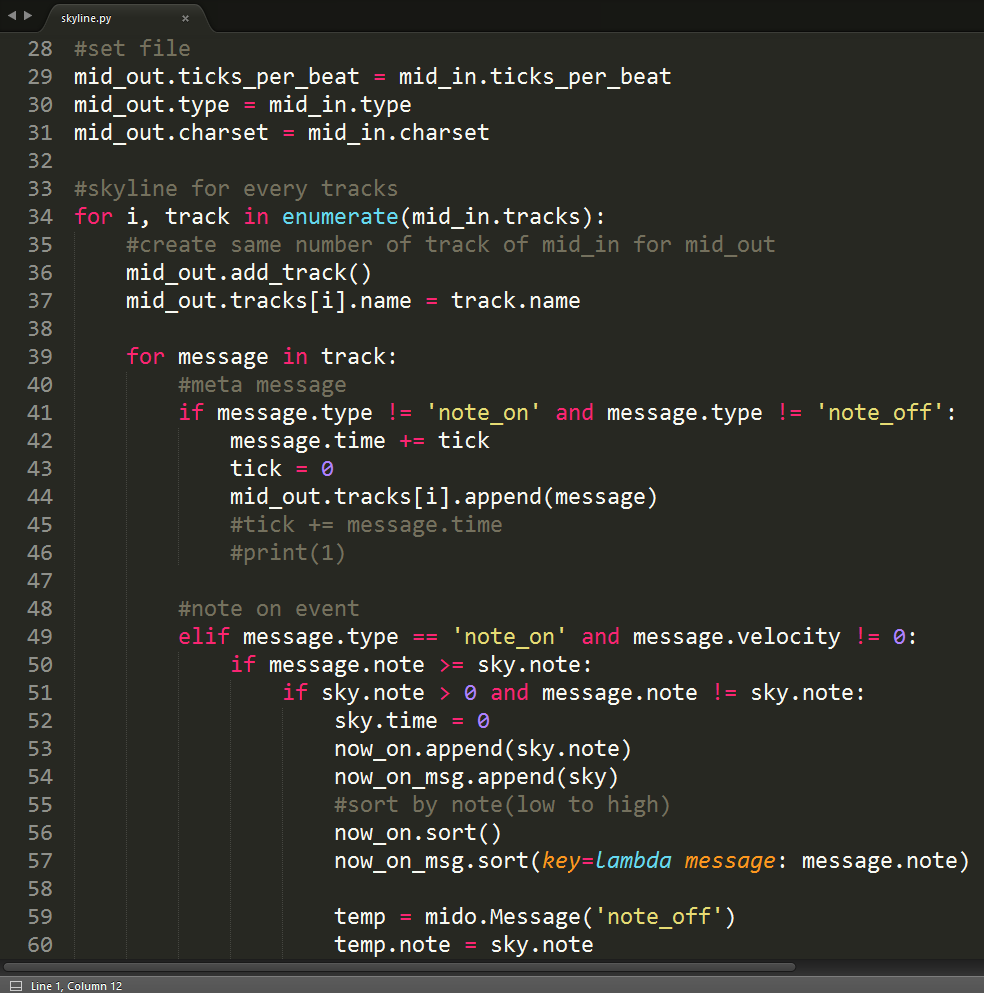 skyline.py
28 #set file
29 mid_out.ticks_per_beat = mid_in.ticks_per_beat
30 mid_out.type = mid_in.type
31 mid_out.charset = mid_in.charset
32
33 #skyline for every tracks
34 for i, track in enumerate(mid_in.tracks):
35     #create same number of track of mid_in for mid_out
36     mid_out.add_track()
37     mid_out.tracks[i].name = track.name
38
39     for message in track:
40         #meta message
41         if message.type != 'note_on' and message.type != 'note_off':
42             message.time += tick
43             tick = 0
44             mid_out.tracks[i].append(message)
45             #tick += message.time
46             #print(1)
47
48         #note on event
49         elif message.type == 'note_on' and message.velocity != 0:
50             if message.note >= sky.note:
51                 if sky.note > 0 and message.note != sky.note:
52                     sky.time = 0
53                     now_on.append(sky.note)
54                     now_on_msg.append(sky)
55                     #sort by note(low to high)
56                     now_on.sort()
57                     now_on_msg.sort(key=lambda message: message.note)
58
59                     temp = mido.Message('note_off')
60                     temp.note = sky.note
Line 1, Column 12